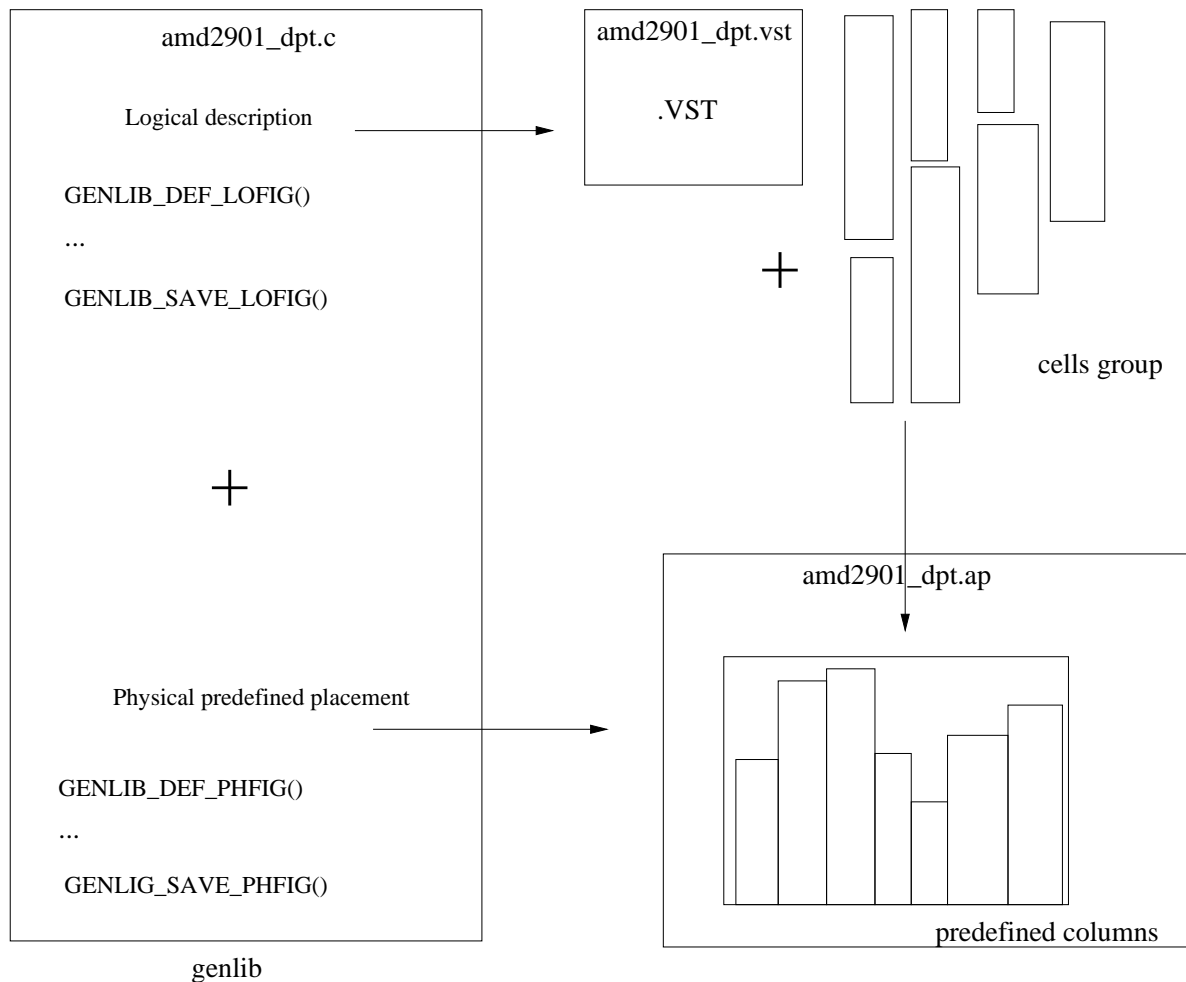 amd2901_dpt.c
Logical description
GENLIB_DEF_LOFIG()
...
GENLIB_SAVE_LOFIG()
+
Physical predefined placement
GENLIB_DEF_PHFIG()
...
GENLIG_SAVE_PHFIG()
genlib
amd2901_dpt.vst
.VST
+
cells group
amd2901_dpt.ap
predefined columns